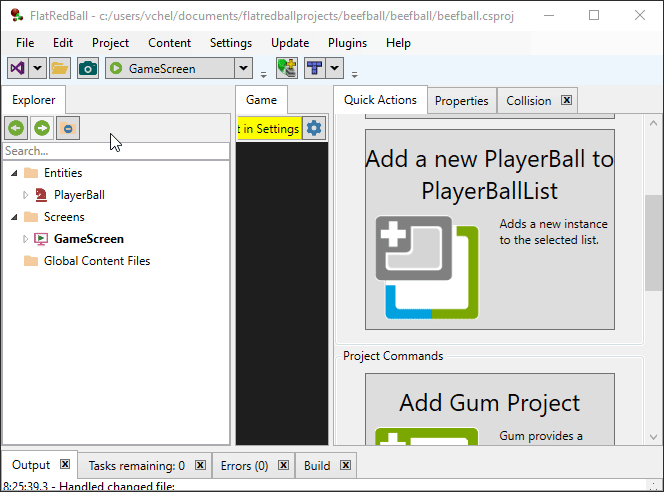 FlatRedBall - c:/users/vchel/documents/flatredballprojects/beefball/beefball/beefball.csproj
File Edit Project Content Settings Update Plugins Help
GameScreen
Explorer
Game
Quick Actions
Properties
Collision
t in Settings
Search...
Entities
PlayerBall
Screens
GameScreen
Global Content Files
Add a new PlayerBall to
PlayerBallList
Adds a new instance
to the selected list.
Project Commands
Add Gum Project
Gum provides a
Output
Tasks remaining: 0
Errors (0)
Build
8:25:39.3 - Handled changed file: